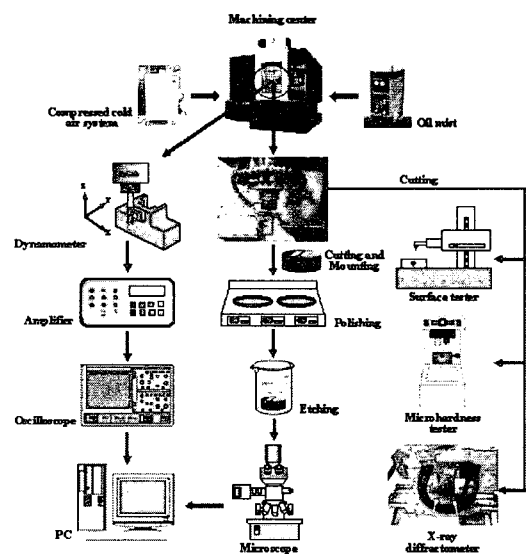 Machining center
Compressed cold
air system
Oil mist
Cutting
z
Y
X
Dynamometer
Cutting and
Mounting
Surface tester
Amplifier
Polishing
Oscilloscope
Etching
Micro hardness
tester
PC
Microscope
X-ray
diffractometer